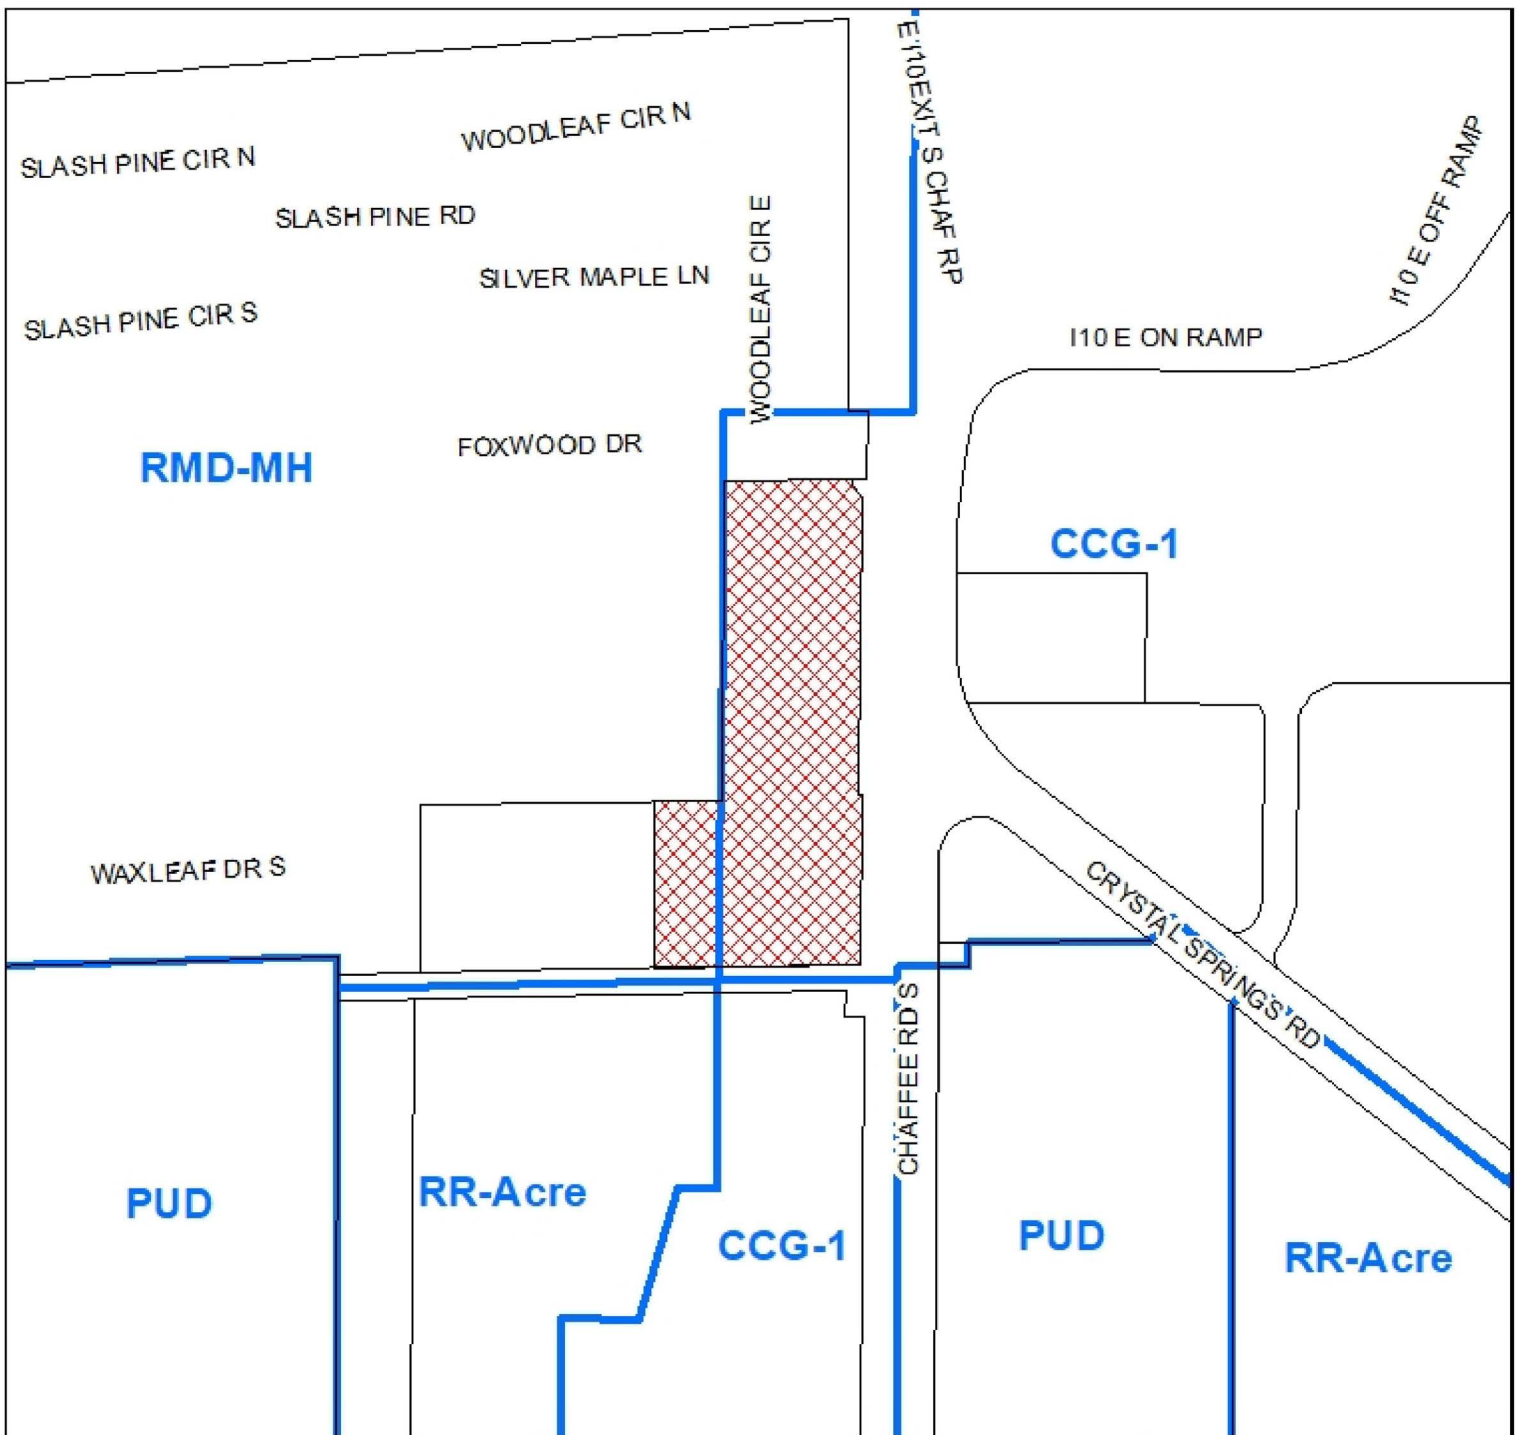 E I10EXIT S CHAF RP
WOODLEAF CIR N
SLASH PINE CIR N
I10 E OFF RAMP
SLASH PINE RD
WOODLEAF CIR E
SILVER MAPLE LN
SLASH PINE CIR S
I10 E ON RAMP
FOXWOOD DR
RMD-MH
CCG-1
WAXLEAF DR S
CRYSTAL SPRINGS RD
CHAFFEE RD S
PUD
RR-Acre
CCG-1
PUD
RR-Acre